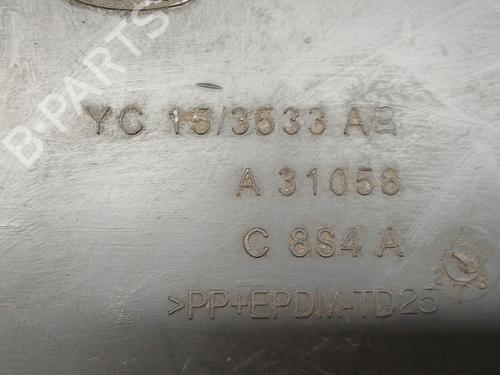 B-PARTS
YC 15/3533 AB
A 31058
C 8S4 A
>PP+EPDM-TD25